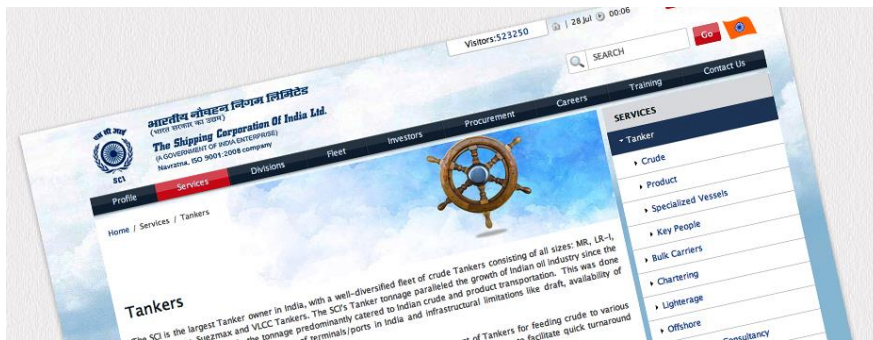 Visitors:523250 | 28 Jul 00:06
SEARCH Go
एस सी आई
SCI
भारतीय नौवहन निगम लिमिटेड
(भारत सरकार का उद्यम)
The Shipping Corporation Of India Ltd.
(A GOVERNMENT OF INDIA ENTERPRISE)
Navratna, ISO 9001:2008 company
Profile Services Divisions Fleet Investors Procurement Careers Training Contact Us
Home / Services / Tankers
Tankers
The SCI is the largest Tanker owner in India, with a well-diversified fleet of crude Tankers consisting of all sizes: MR, LR-I,
Suezmax and VLCC Tankers. The SCI's Tanker tonnage paralleled the growth of Indian oil industry since the
the tonnage predominantly catered to Indian crude and product transportation. This was done
of terminals/ports in India and infrastructural limitations like draft, availability of
of Tankers for feeding crude to various
to facilitate quick turnaround
SERVICES
Tanker
Crude
Product
Specialized Vessels
Key People
Bulk Carriers
Chartering
Lighterage
Offshore
Consultancy